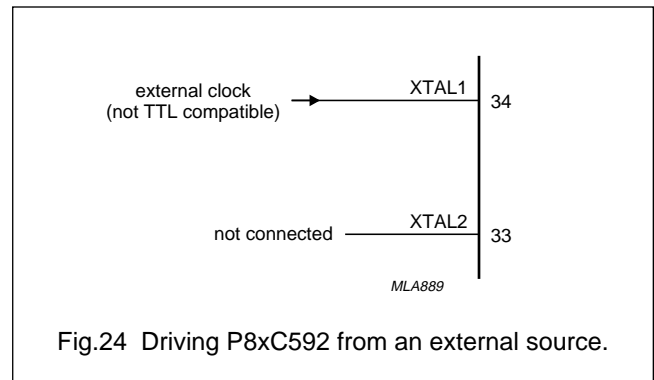 external clock
(not TTL compatible)
XTAL1
34
not connected
XTAL2
33
MLA889
Fig.24 Driving P8xC592 from an external source.